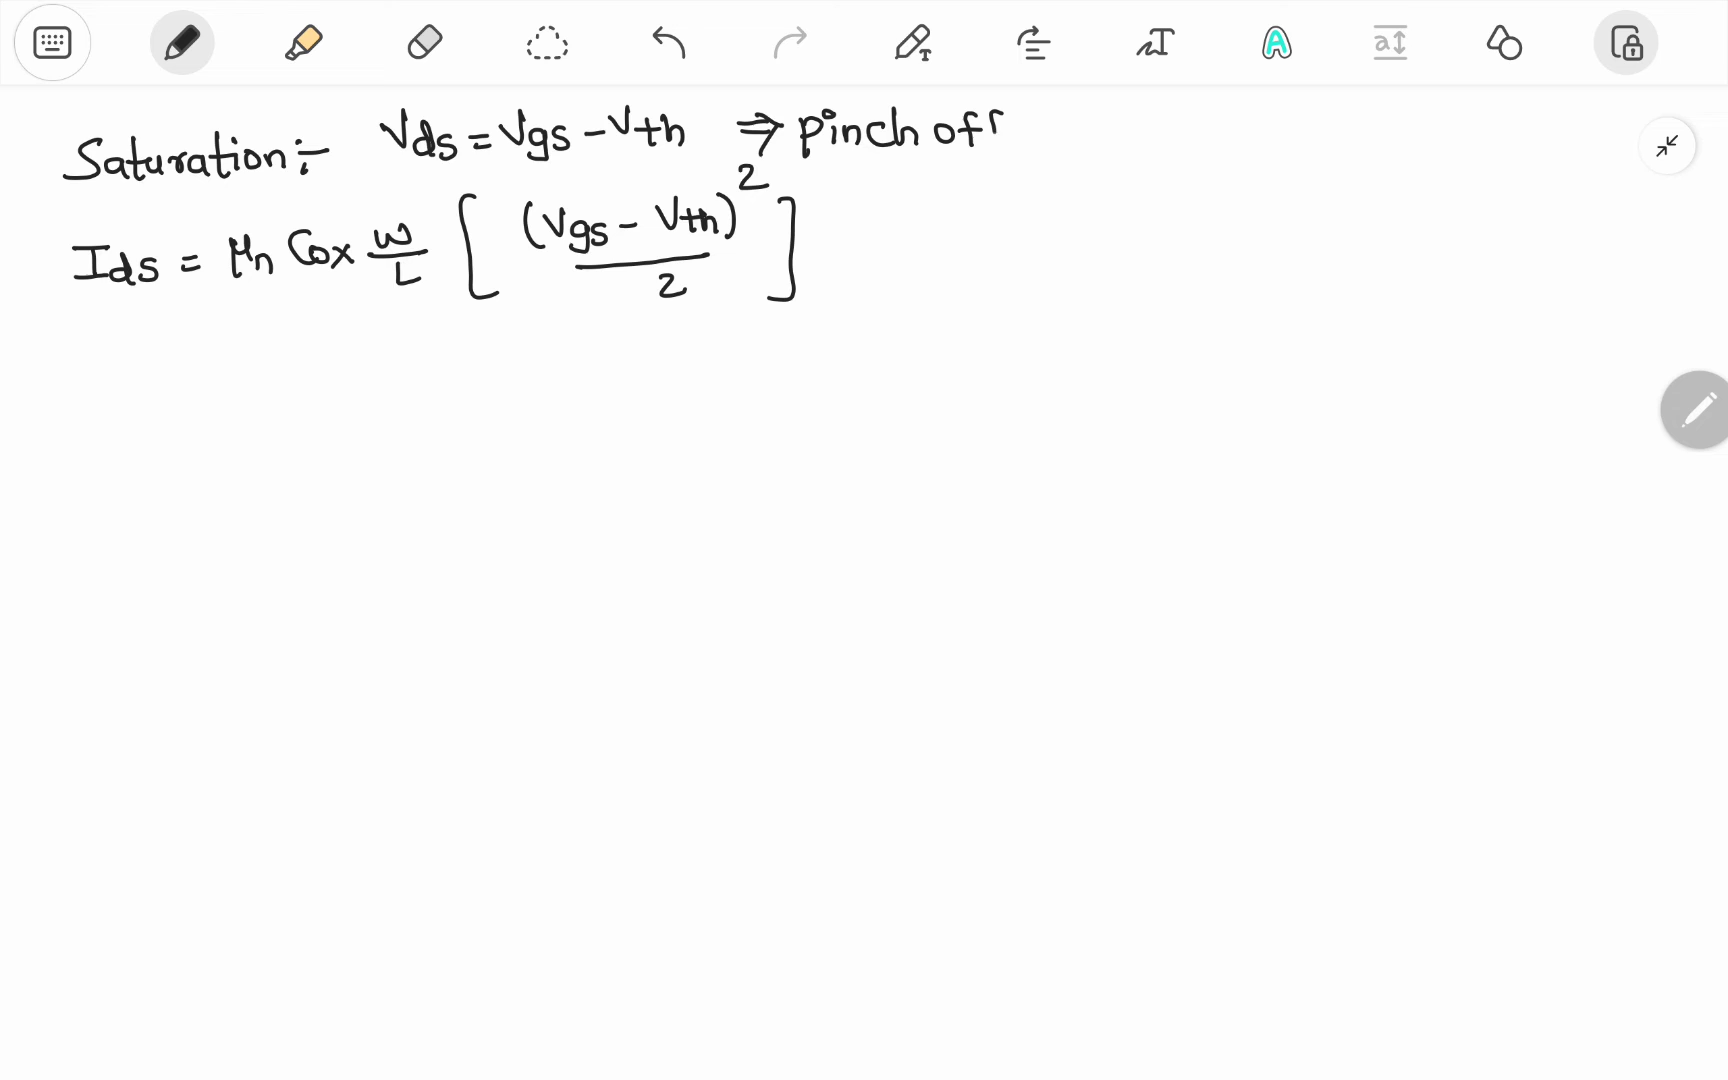 Saturation:- Vds = Vgs - Vth ⇒ pinch off
Ids = μn Cox W/L [ (Vgs - Vth)^2 / 2 ]